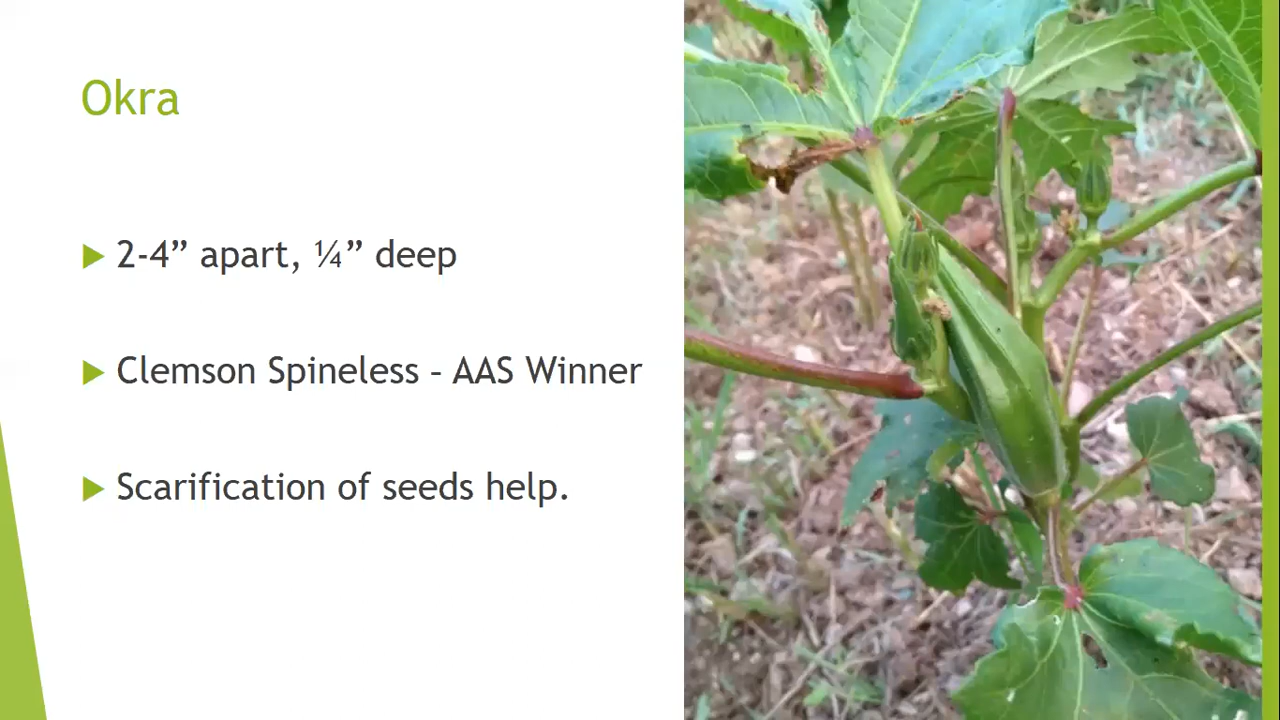 Okra
2-4” apart, ¼” deep
Clemson Spineless – AAS Winner
Scarification of seeds help.